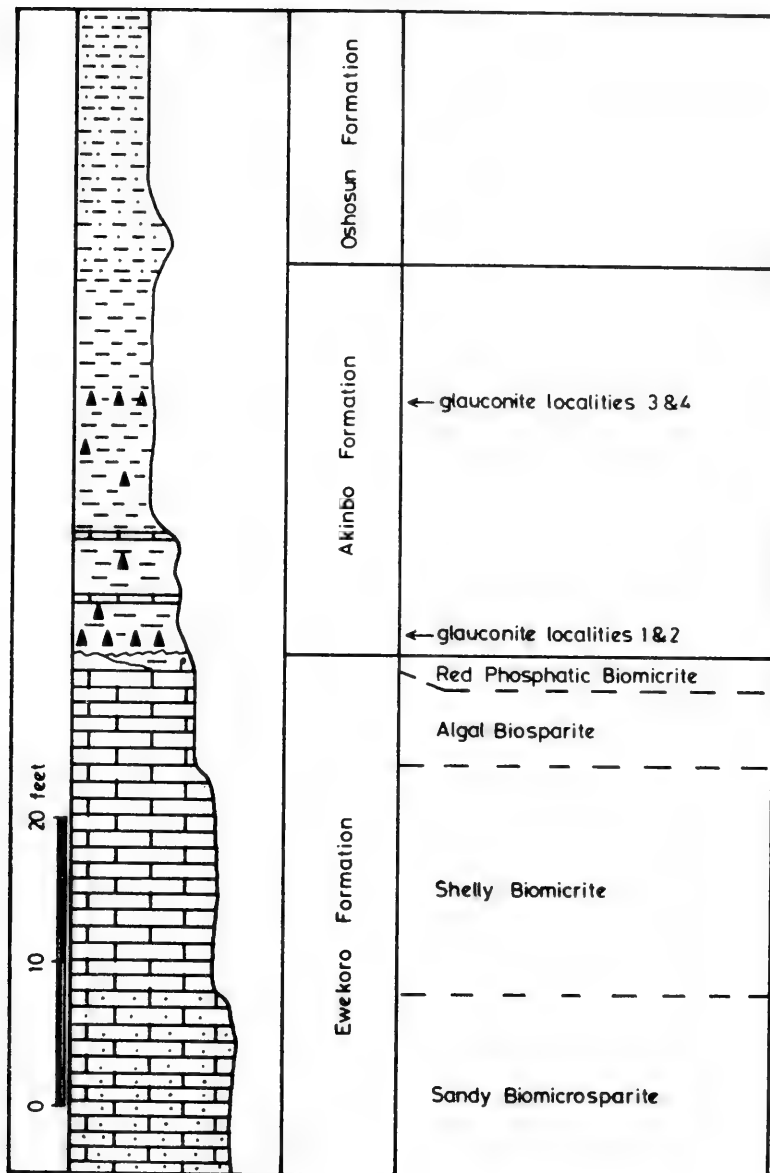 Oshosun Formation
Akinbo Formation
← glauconite localities 3 & 4
← glauconite localities 1 & 2
Red Phosphatic Biomicrite
Algal Biosparite
Ewekoro Formation
Shelly Biomicrite
Sandy Biomicrosparite
20 feet
10
0